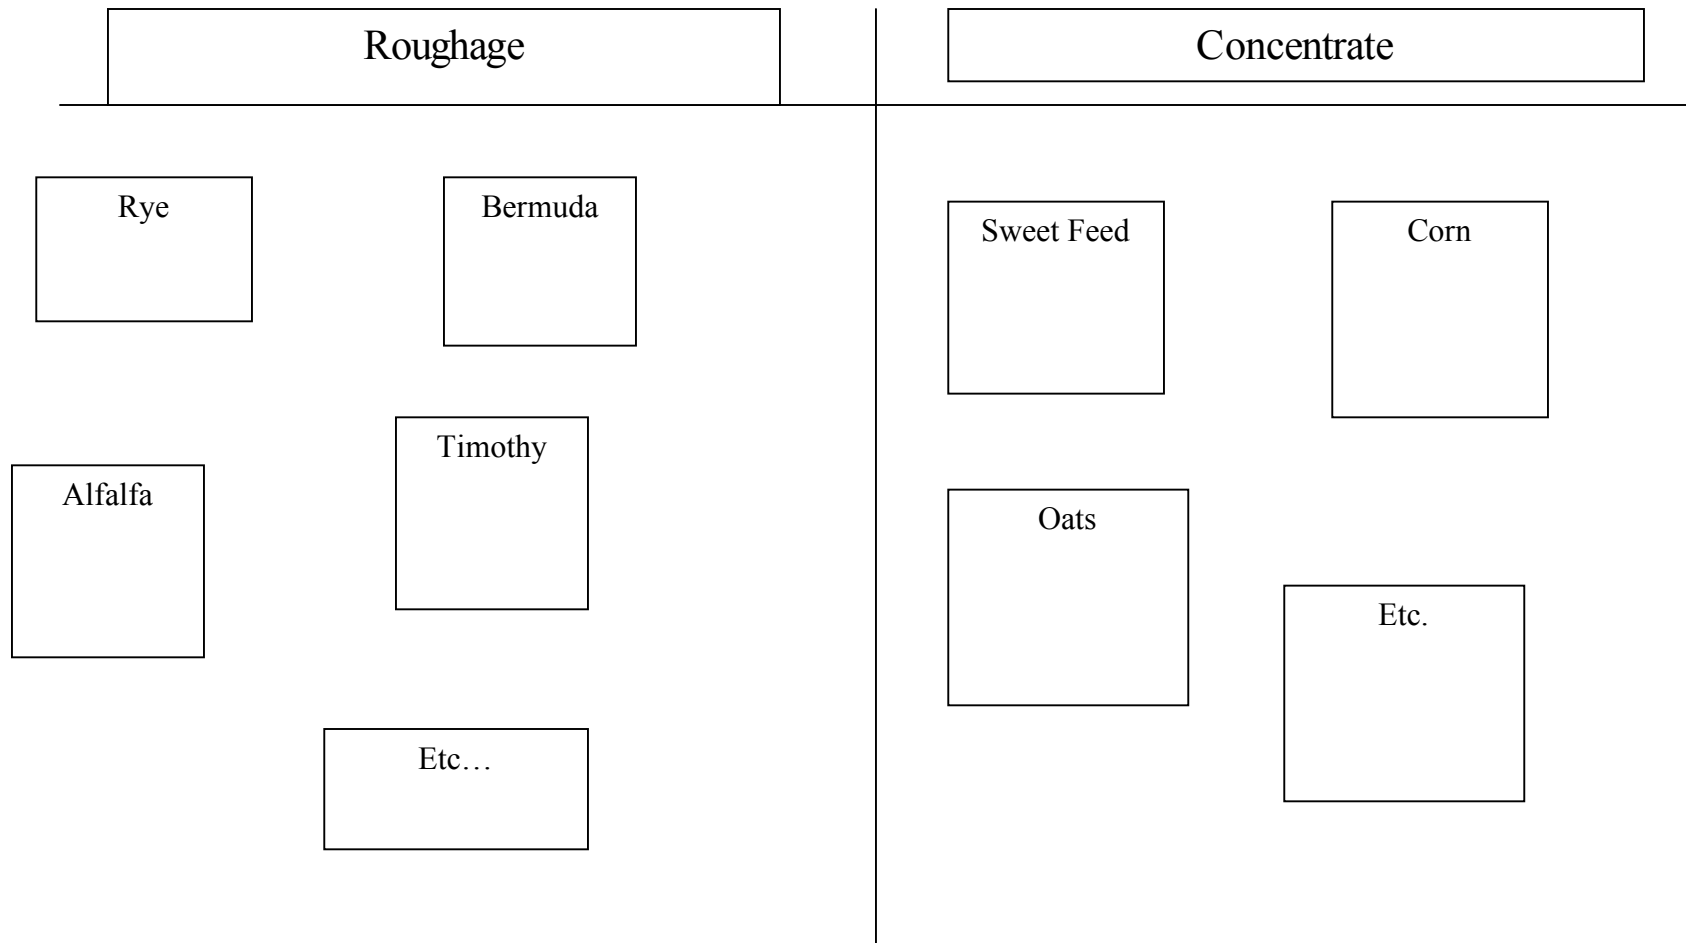 Roughage
Concentrate
Rye
Bermuda
Sweet Feed
Corn
Timothy
Alfalfa
Oats
Etc.
Etc…